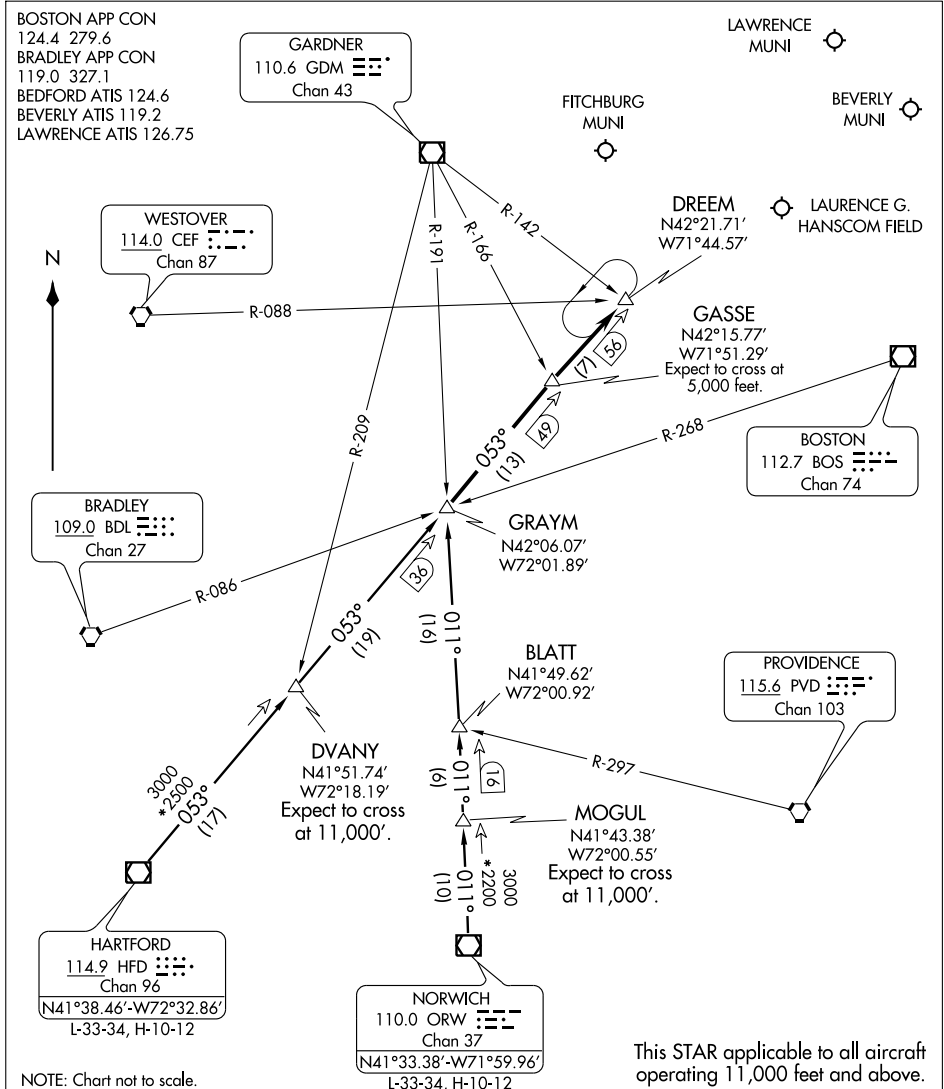 BOSTON APP CON
124.4 279.6
BRADLEY APP CON
119.0 327.1
BEDFORD ATIS 124.6
BEVERLY ATIS 119.2
LAWRENCE ATIS 126.75
GARDNER
110.6 GDM
Chan 43
LAWRENCE
MUNI
FITCHBURG
MUNI
BEVERLY
MUNI
LAURENCE G.
HANSCOM FIELD
WESTOVER
114.0 CEF
Chan 87
N
R-142
R-166
R-191
R-209
R-088
DREEM
N42°21.71'
W71°44.57'
GASSE
N42°15.77'
W71°51.29'
Expect to cross at
5,000 feet.
56
(7)
49
053°
(13)
R-268
BOSTON
112.7 BOS
Chan 74
BRADLEY
109.0 BDL
Chan 27
R-086
GRAYM
N42°06.07'
W72°01.89'
36
053°
(19)
011°
(16)
BLATT
N41°49.62'
W72°00.92'
PROVIDENCE
115.6 PVD
Chan 103
R-297
DVANY
N41°51.74'
W72°18.19'
Expect to cross
at 11,000'.
3000
*2500
053°
(17)
011°
(6)
16
MOGUL
N41°43.38'
W72°00.55'
Expect to cross
at 11,000'.
011°
(10)
3000
*2200
HARTFORD
114.9 HFD
Chan 96
N41°38.46'-W72°32.86'
L-33-34, H-10-12
NORWICH
110.0 ORW
Chan 37
N41°33.38'-W71°59.96'
L-33-34, H-10-12
NOTE: Chart not to scale.
This STAR applicable to all aircraft
operating 11,000 feet and above.